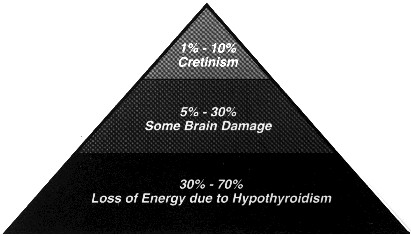 1% - 10%
Cretinism
5% - 30%
Some Brain Damage
30% - 70%
Loss of Energy due to Hypothyroidism